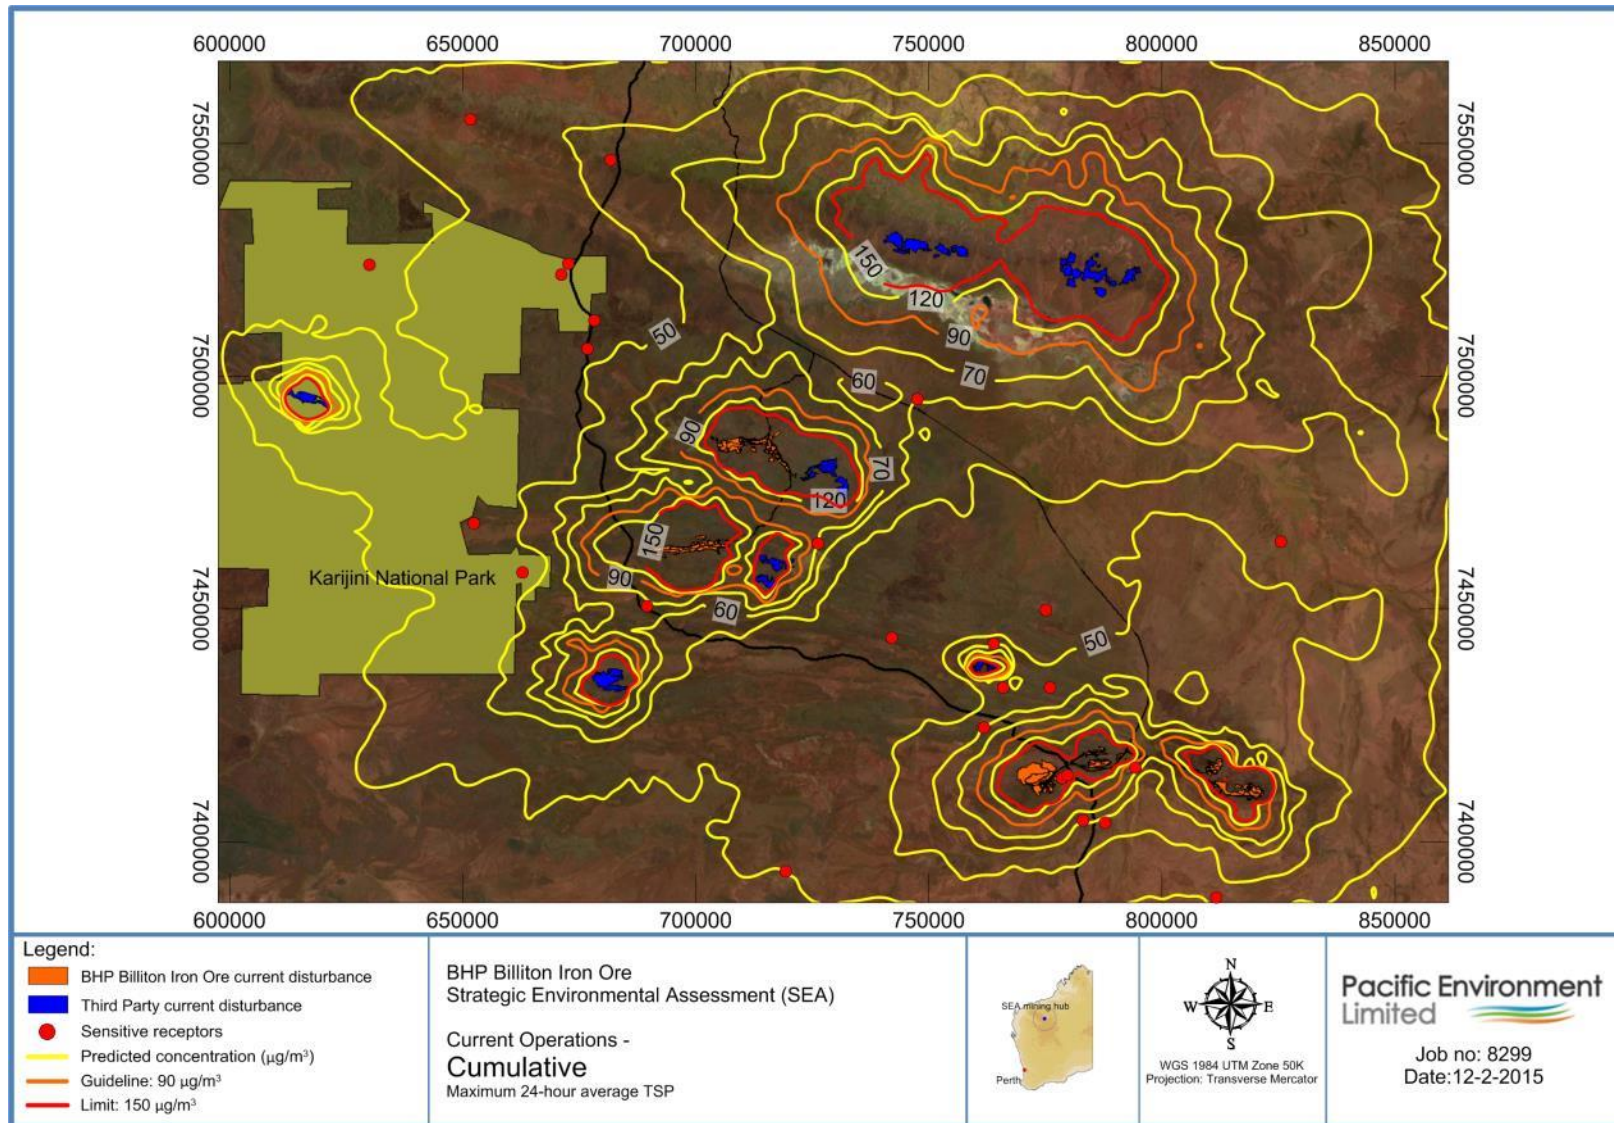 600000 650000 700000 750000 800000 850000
7550000
7550000
7500000
7500000
7450000
7450000
7400000
7400000
150
120
90
50
70
60
90
70
120
150
90
60
50
Karijini National Park
600000 650000 700000 750000 800000 850000
Legend:
BHP Billiton Iron Ore current disturbance
Third Party current disturbance
Sensitive receptors
Predicted concentration (µg/m³)
Guideline: 90 µg/m³
Limit: 150 µg/m³
BHP Billiton Iron Ore
Strategic Environmental Assessment (SEA)
Current Operations -
Cumulative
Maximum 24-hour average TSP
SEA mining hub
Perth
N
W E
S
WGS 1984 UTM Zone 50K
Projection: Transverse Mercator
Pacific Environment
Limited
Job no: 8299
Date:12-2-2015